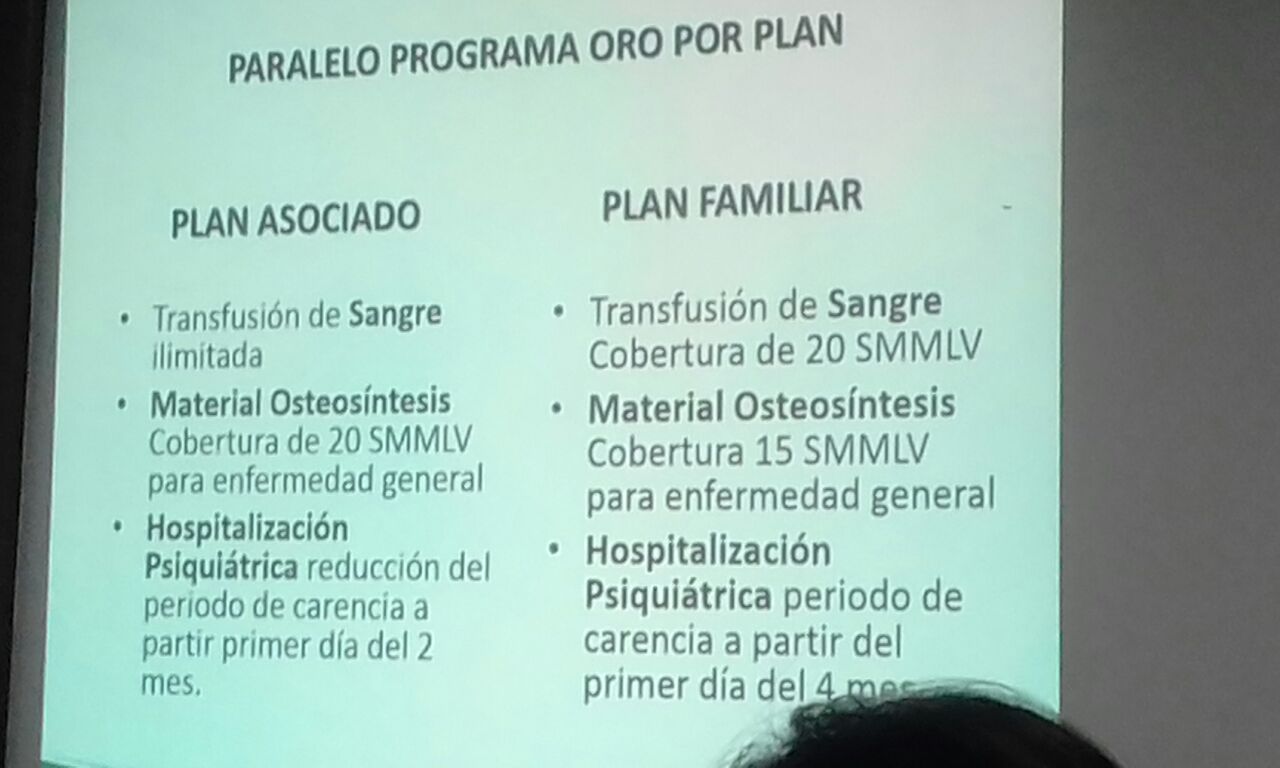 PARALELO PROGRAMA ORO POR PLAN
PLAN ASOCIADO
• Transfusión de Sangre
ilimitada
• Material Osteosíntesis
Cobertura de 20 SMMLV
para enfermedad general
• Hospitalización
Psiquiátrica reducción del
periodo de carencia a
partir primer día del 2
mes.
PLAN FAMILIAR
• Transfusión de Sangre
Cobertura de 20 SMMLV
• Material Osteosíntesis
Cobertura 15 SMMLV
para enfermedad general
• Hospitalización
Psiquiátrica periodo de
carencia a partir del
primer día del 4 mes